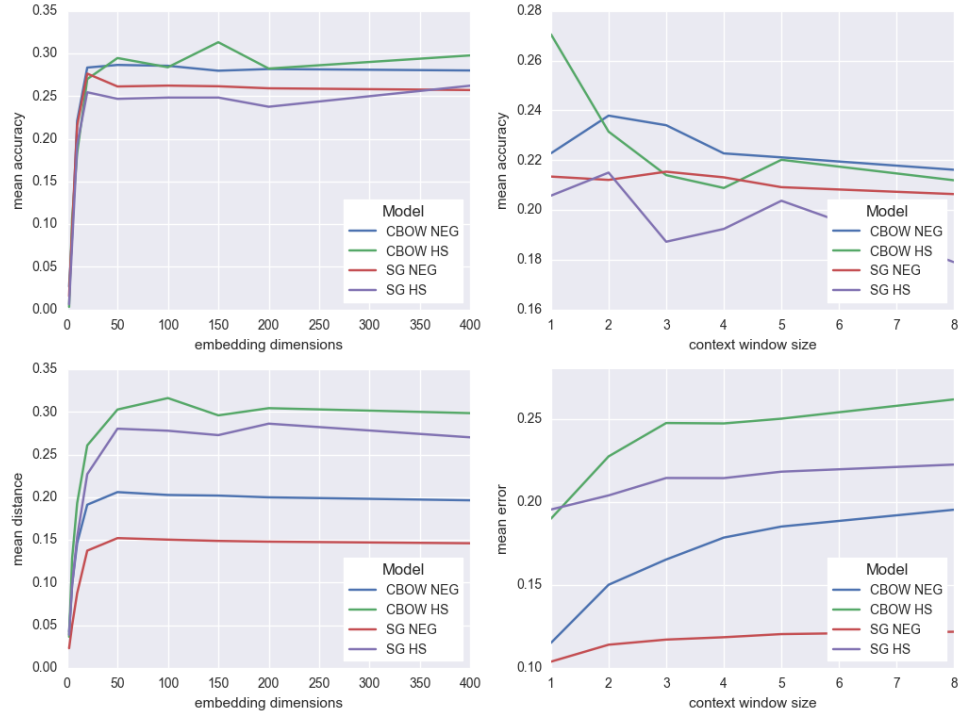 0.35
0.30
0.25
0.20
0.15
0.10
0.05
0.00
mean accuracy
0 50 100 150 200 250 300 350 400
embedding dimensions
Model
CBOW NEG
CBOW HS
SG NEG
SG HS
0.28
0.26
0.24
0.22
0.20
0.18
0.16
mean accuracy
1 2 3 4 5 6 7 8
context window size
Model
CBOW NEG
CBOW HS
SG NEG
SG HS
0.35
0.30
0.25
0.20
0.15
0.10
0.05
0.00
mean distance
0 50 100 150 200 250 300 350 400
embedding dimensions
Model
CBOW NEG
CBOW HS
SG NEG
SG HS
0.25
0.20
0.15
0.10
mean error
1 2 3 4 5 6 7 8
context window size
Model
CBOW NEG
CBOW HS
SG NEG
SG HS